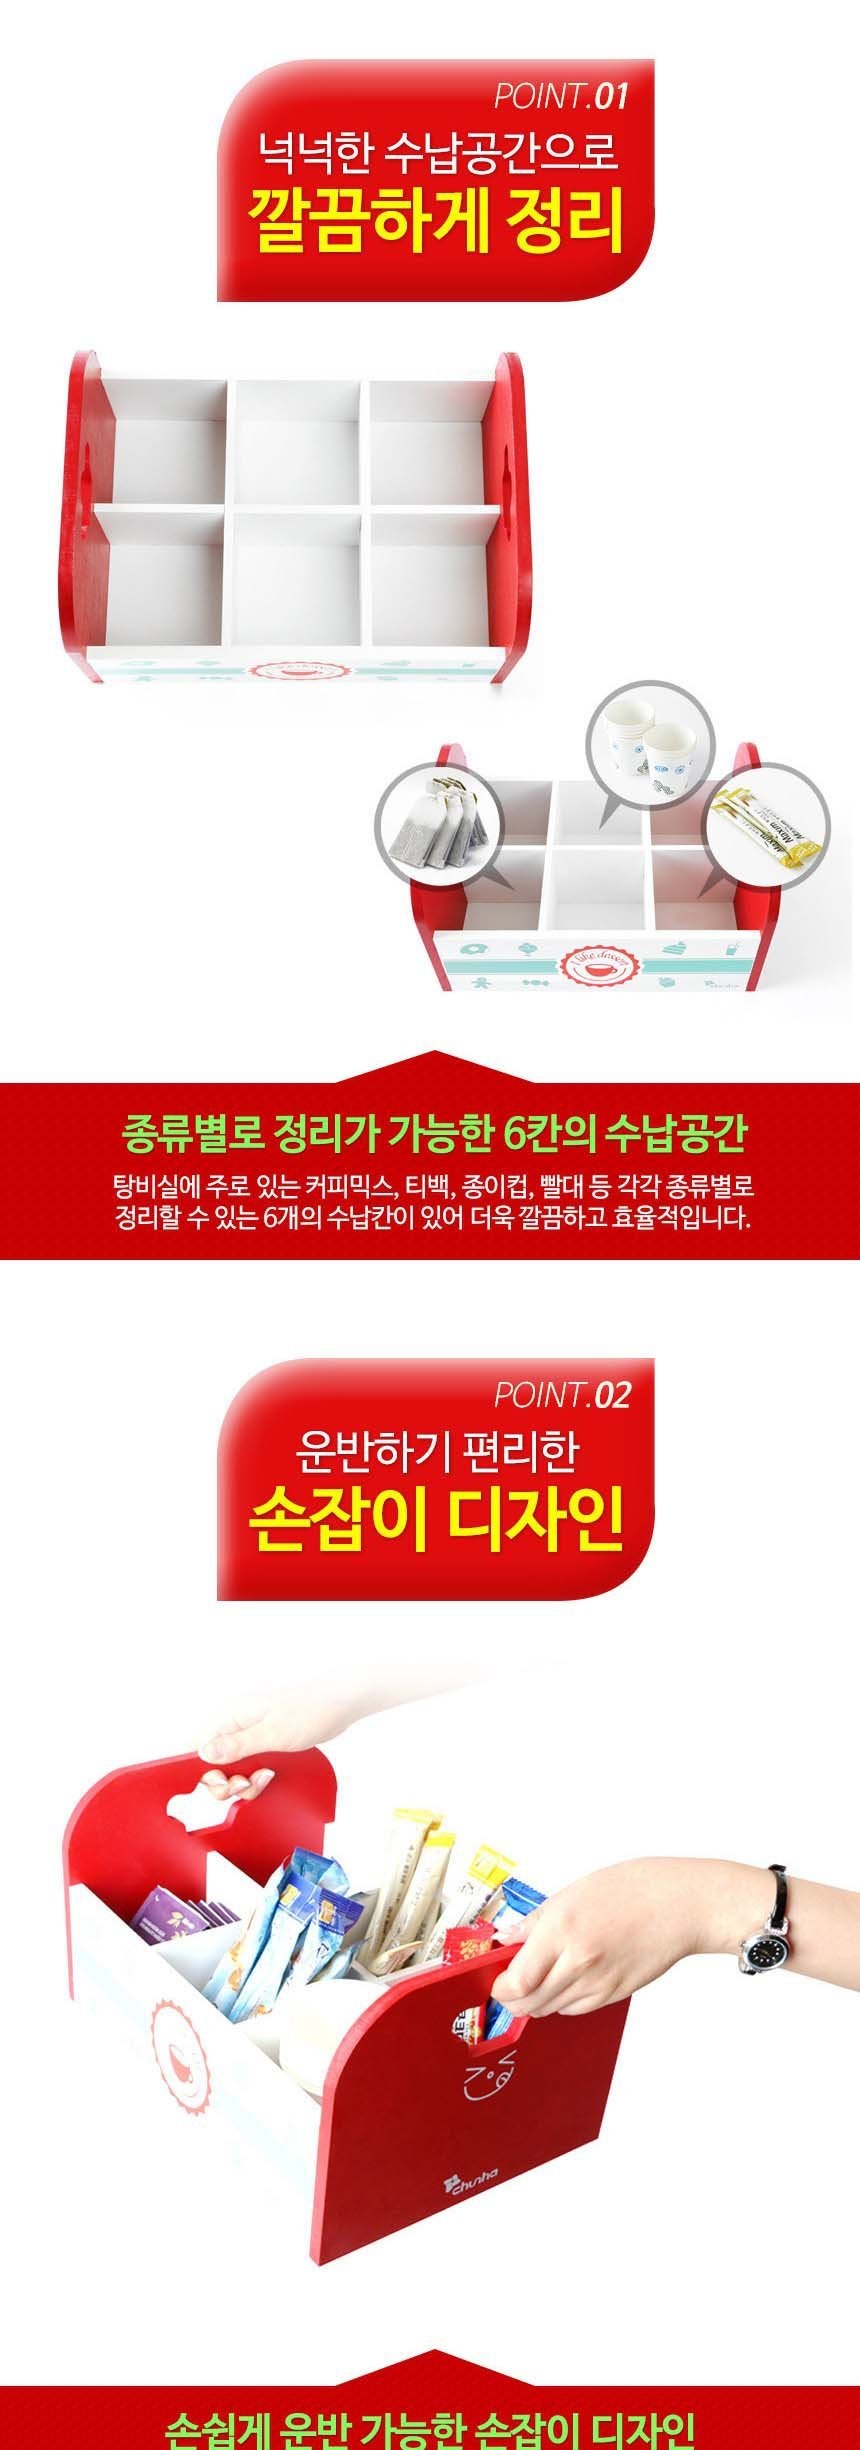 POINT.01
넉넉한 수납공간으로
깔끔하게 정리
Maxim
Maxim
I like dessert
chunha
종류별로 정리가 가능한 6칸의 수납공간
탕비실에 주로 있는 커피믹스, 티백, 종이컵, 빨대 등 각각 종류별로
정리할 수 있는 6개의 수납칸이 있어 더욱 깔끔하고 효율적입니다.
POINT.02
운반하기 편리한
손잡이 디자인
chunha
손쉽게 운반 가능한 손잡이 디자인